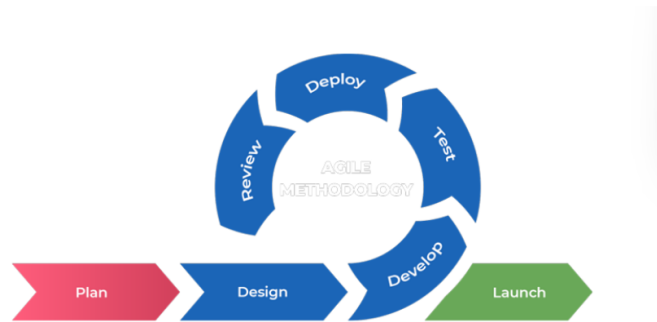 Deploy
Review
Test
AGILE
METHODOLOGY
Develop
Plan
Design
Launch